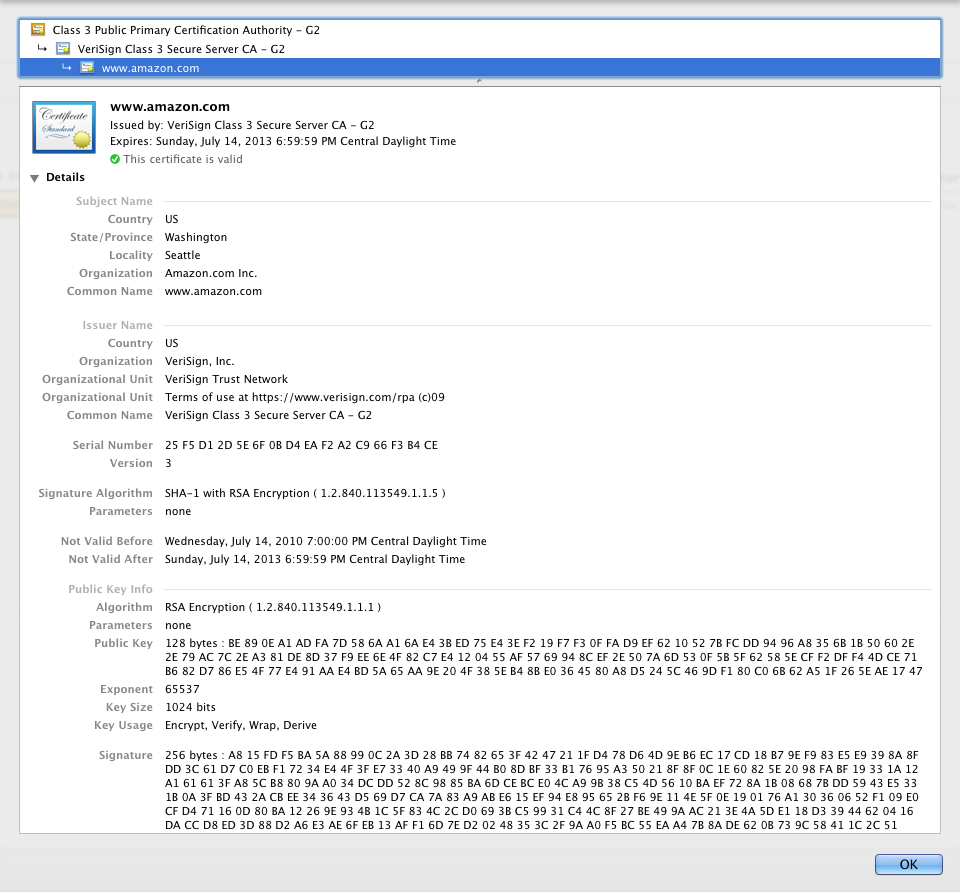 Class 3 Public Primary Certification Authority - G2
VeriSign Class 3 Secure Server CA - G2
www.amazon.com
Certificate
Standard
www.amazon.com
Issued by: VeriSign Class 3 Secure Server CA - G2
Expires: Sunday, July 14, 2013 6:59:59 PM Central Daylight Time
This certificate is valid
Details
Subject Name
Country US
State/Province Washington
Locality Seattle
Organization Amazon.com Inc.
Common Name www.amazon.com
Issuer Name
Country US
Organization VeriSign, Inc.
Organizational Unit VeriSign Trust Network
Organizational Unit Terms of use at https://www.verisign.com/rpa (c)09
Common Name VeriSign Class 3 Secure Server CA - G2
Serial Number 25 F5 D1 2D 5E 6F 0B D4 EA F2 A2 C9 66 F3 B4 CE
Version 3
Signature Algorithm SHA-1 with RSA Encryption ( 1.2.840.113549.1.1.5 )
Parameters none
Not Valid Before Wednesday, July 14, 2010 7:00:00 PM Central Daylight Time
Not Valid After Sunday, July 14, 2013 6:59:59 PM Central Daylight Time
Public Key Info
Algorithm RSA Encryption ( 1.2.840.113549.1.1.1 )
Parameters none
Public Key 128 bytes : BE 89 0E A1 AD FA 7D 58 6A A1 6A E4 3B ED 75 E4 3E F2 19 F7 F3 0F FA D9 EF 62 10 52 7B FC DD 94 96 A8 35 6B 1B 50 60 2E
2E 79 AC 7C 2E A3 81 DE 8D 37 F9 EE 6E 4F 82 C7 E4 12 04 55 AF 57 69 94 8C EF 2E 50 7A 6D 53 0F 5B 5F 62 58 5E CF F2 DF F4 4D CE 71
B6 82 D7 86 E5 4F 77 E4 91 AA E4 BD 5A 65 AA 9E 20 4F 38 5E B4 8B E0 36 45 80 A8 D5 24 5C 46 9D F1 80 C0 6B 62 A5 1F 26 5E AE 17 47
Exponent 65537
Key Size 1024 bits
Key Usage Encrypt, Verify, Wrap, Derive
Signature 256 bytes : A8 15 FD F5 BA 5A 88 99 0C 2A 3D 28 BB 74 82 65 3F 42 47 21 1F D4 78 D6 4D 9E B6 EC 17 CD 18 B7 9E F9 83 E5 E9 39 8A 8F
DD 3C 61 D7 C0 EB F1 72 34 E4 4F 3F E7 33 40 A9 49 9F 44 B0 8D BF 33 B1 76 95 A3 50 21 8F 8F 0C 1E 60 82 5E 20 98 FA BF 19 33 1A 12
A1 61 61 3F A8 5C B8 80 9A A0 34 DC DD 52 8C 98 85 BA 6D CE BC E0 4C A9 9B 38 C5 4D 56 10 BA EF 72 8A 1B 08 68 7B DD 59 43 E5 33
1B 0A 3F BD 43 2A CB EE 34 36 43 D5 69 D7 CA 7A 83 A9 AB E6 15 EF 94 E8 95 65 2B F6 9E 11 4E 5F 0E 19 01 76 A1 30 36 06 52 F1 09 E0
CF D4 71 16 0D 80 BA 12 26 9E 93 4B 1C 5F 83 4C 2C D0 69 3B C5 99 31 C4 4C 8F 27 BE 49 9A AC 21 3E 4A 5D E1 18 D3 39 44 62 04 16
DA CC D8 ED 3D 88 D2 A6 E3 AE 6F EB 13 AF F1 6D 7E D2 02 48 35 3C 2F 9A A0 F5 BC 55 EA A4 7B 8A DE 62 0B 73 9C 58 41 1C 2C 51
OK